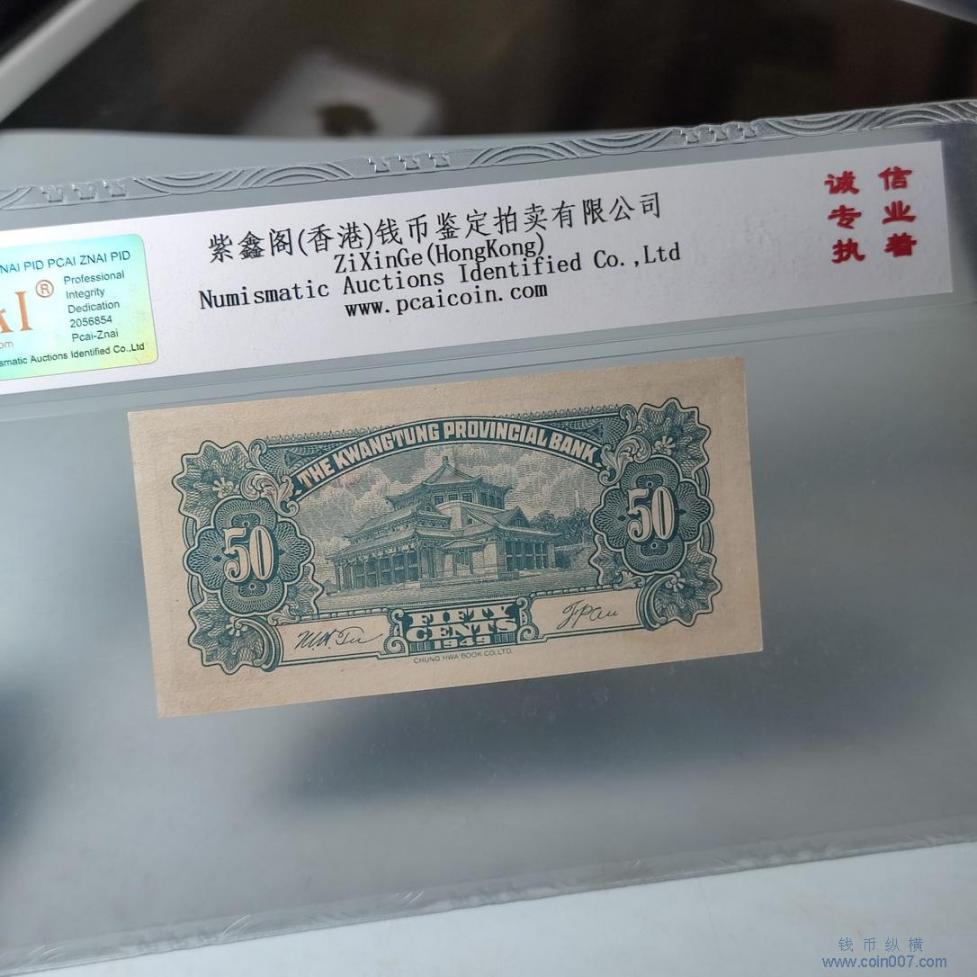 NAI PID PCAI ZNAI PID
Professional
Integrity
Dedication
2056854
Pcai-Znai
AI®
om
smatic Auctions Identified Co.,Ltd
紫鑫阁(香港)钱币鉴定拍卖有限公司
ZiXinGe(HongKong)
Numismatic Auctions Identified Co.,Ltd
www.pcaicoin.com
诚信
专业
执着
THE KWANGTUNG PROVINCIAL BANK
50
50
FIFTY
CENTS
1949
CHUNG HWA BOOK CO. LTD.
钱币纵横
www.coin007.com